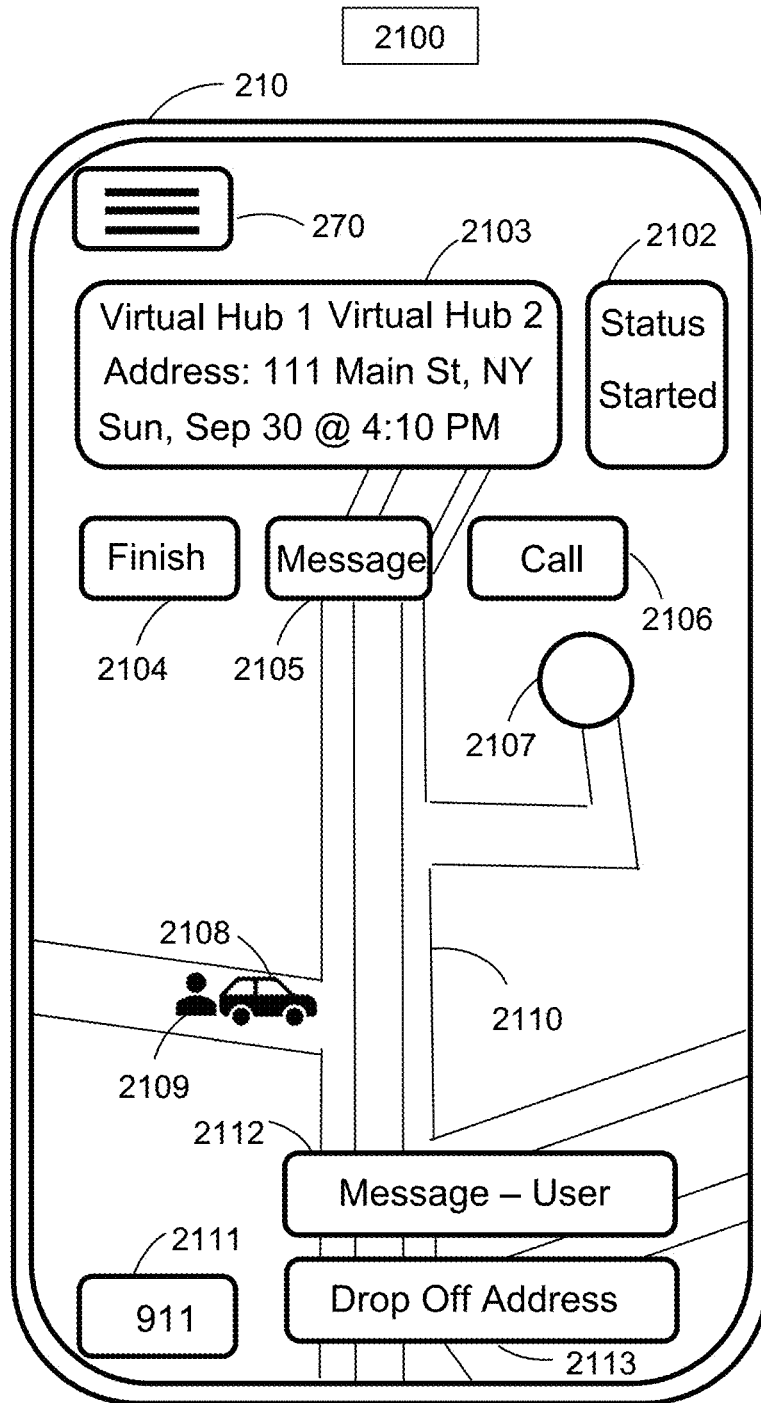 2100
210
270
2103
2102
Virtual Hub 1 Virtual Hub 2
Address: 111 Main St, NY
Sun, Sep 30 @ 4:10 PM
Status
Started
Finish
Message
Call
2104
2105
2106
2107
2108
2109
2110
2112
Message – User
2111
911
Drop Off Address
2113